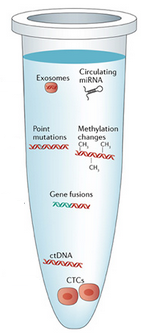 Exosomes
Circulating
miRNA
Point
mutations
Methylation
changes
CH₃ CH₃
CH₃
Gene fusions
ctDNA
CTCs